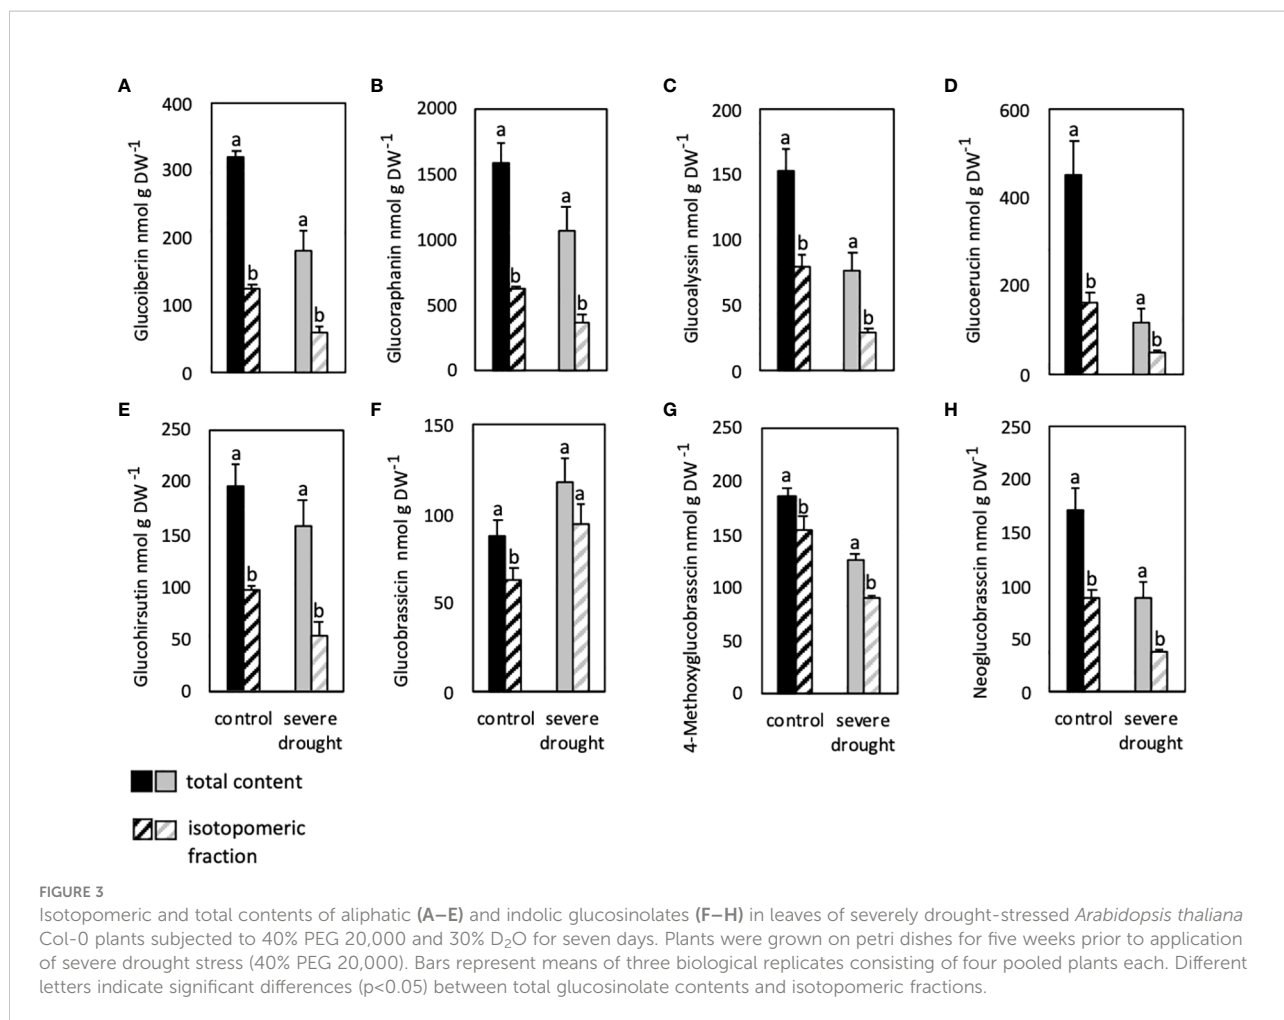 A
B
C
D
Glucoiberin nmol g DW-1
400
300
200
100
0
a
b
a
b
Glucoraphanin nmol g DW-1
2000
1500
1000
500
0
a
b
a
b
Glucoalyssin nmol g DW-1
200
150
100
50
0
a
b
a
b
Glucoerucin nmol g DW-1
600
400
200
0
a
b
a
b
E
F
G
H
Glucohirsutin nmol g DW-1
250
200
150
100
50
0
a
b
a
b
control severe
drought
Glucobrassicin nmol g DW-1
150
100
50
0
a
b
a
a
control severe
drought
4-Methoxyglucobrasscin nmol g DW-1
250
200
150
100
50
0
a
b
a
b
control severe
drought
Neoglucobrasscin nmol g DW-1
250
200
150
100
50
0
a
b
a
b
control severe
drought
total content
isotopomeric
fraction
FIGURE 3
Isotopomeric and total contents of aliphatic (A–E) and indolic glucosinolates (F–H) in leaves of severely drought-stressed Arabidopsis thaliana
Col-0 plants subjected to 40% PEG 20,000 and 30% D2O for seven days. Plants were grown on petri dishes for five weeks prior to application
of severe drought stress (40% PEG 20,000). Bars represent means of three biological replicates consisting of four pooled plants each. Different
letters indicate significant differences (p<0.05) between total glucosinolate contents and isotopomeric fractions.